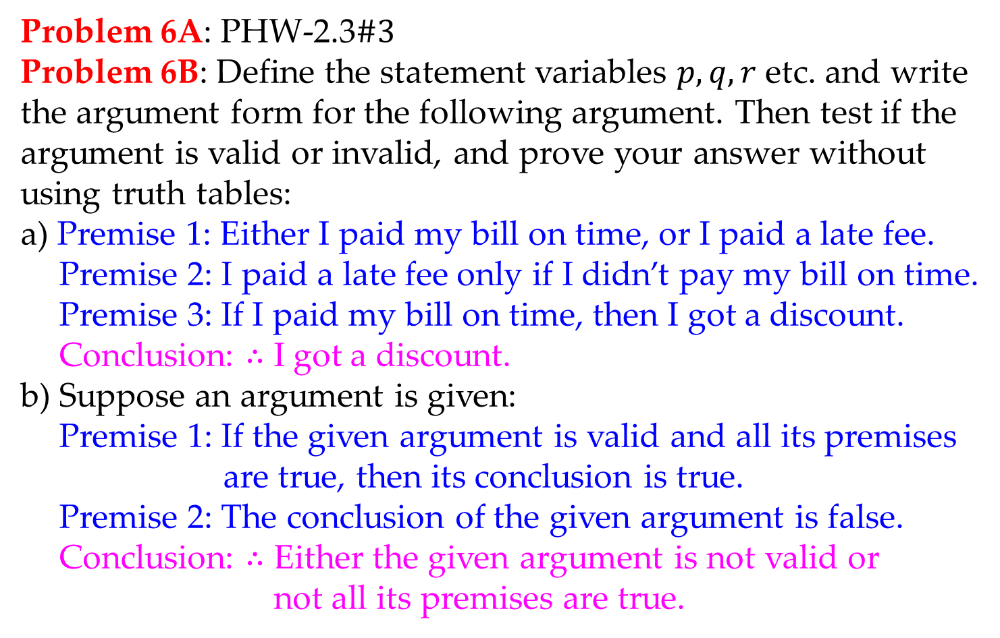 Problem 6A: PHW-2.3#3
Problem 6B: Define the statement variables p, q, r etc. and write
the argument form for the following argument. Then test if the
argument is valid or invalid, and prove your answer without
using truth tables:
a) Premise 1: Either I paid my bill on time, or I paid a late fee.
Premise 2: I paid a late fee only if I didn’t pay my bill on time.
Premise 3: If I paid my bill on time, then I got a discount.
Conclusion: ∴ I got a discount.
b) Suppose an argument is given:
Premise 1: If the given argument is valid and all its premises
are true, then its conclusion is true.
Premise 2: The conclusion of the given argument is false.
Conclusion: ∴ Either the given argument is not valid or
not all its premises are true.